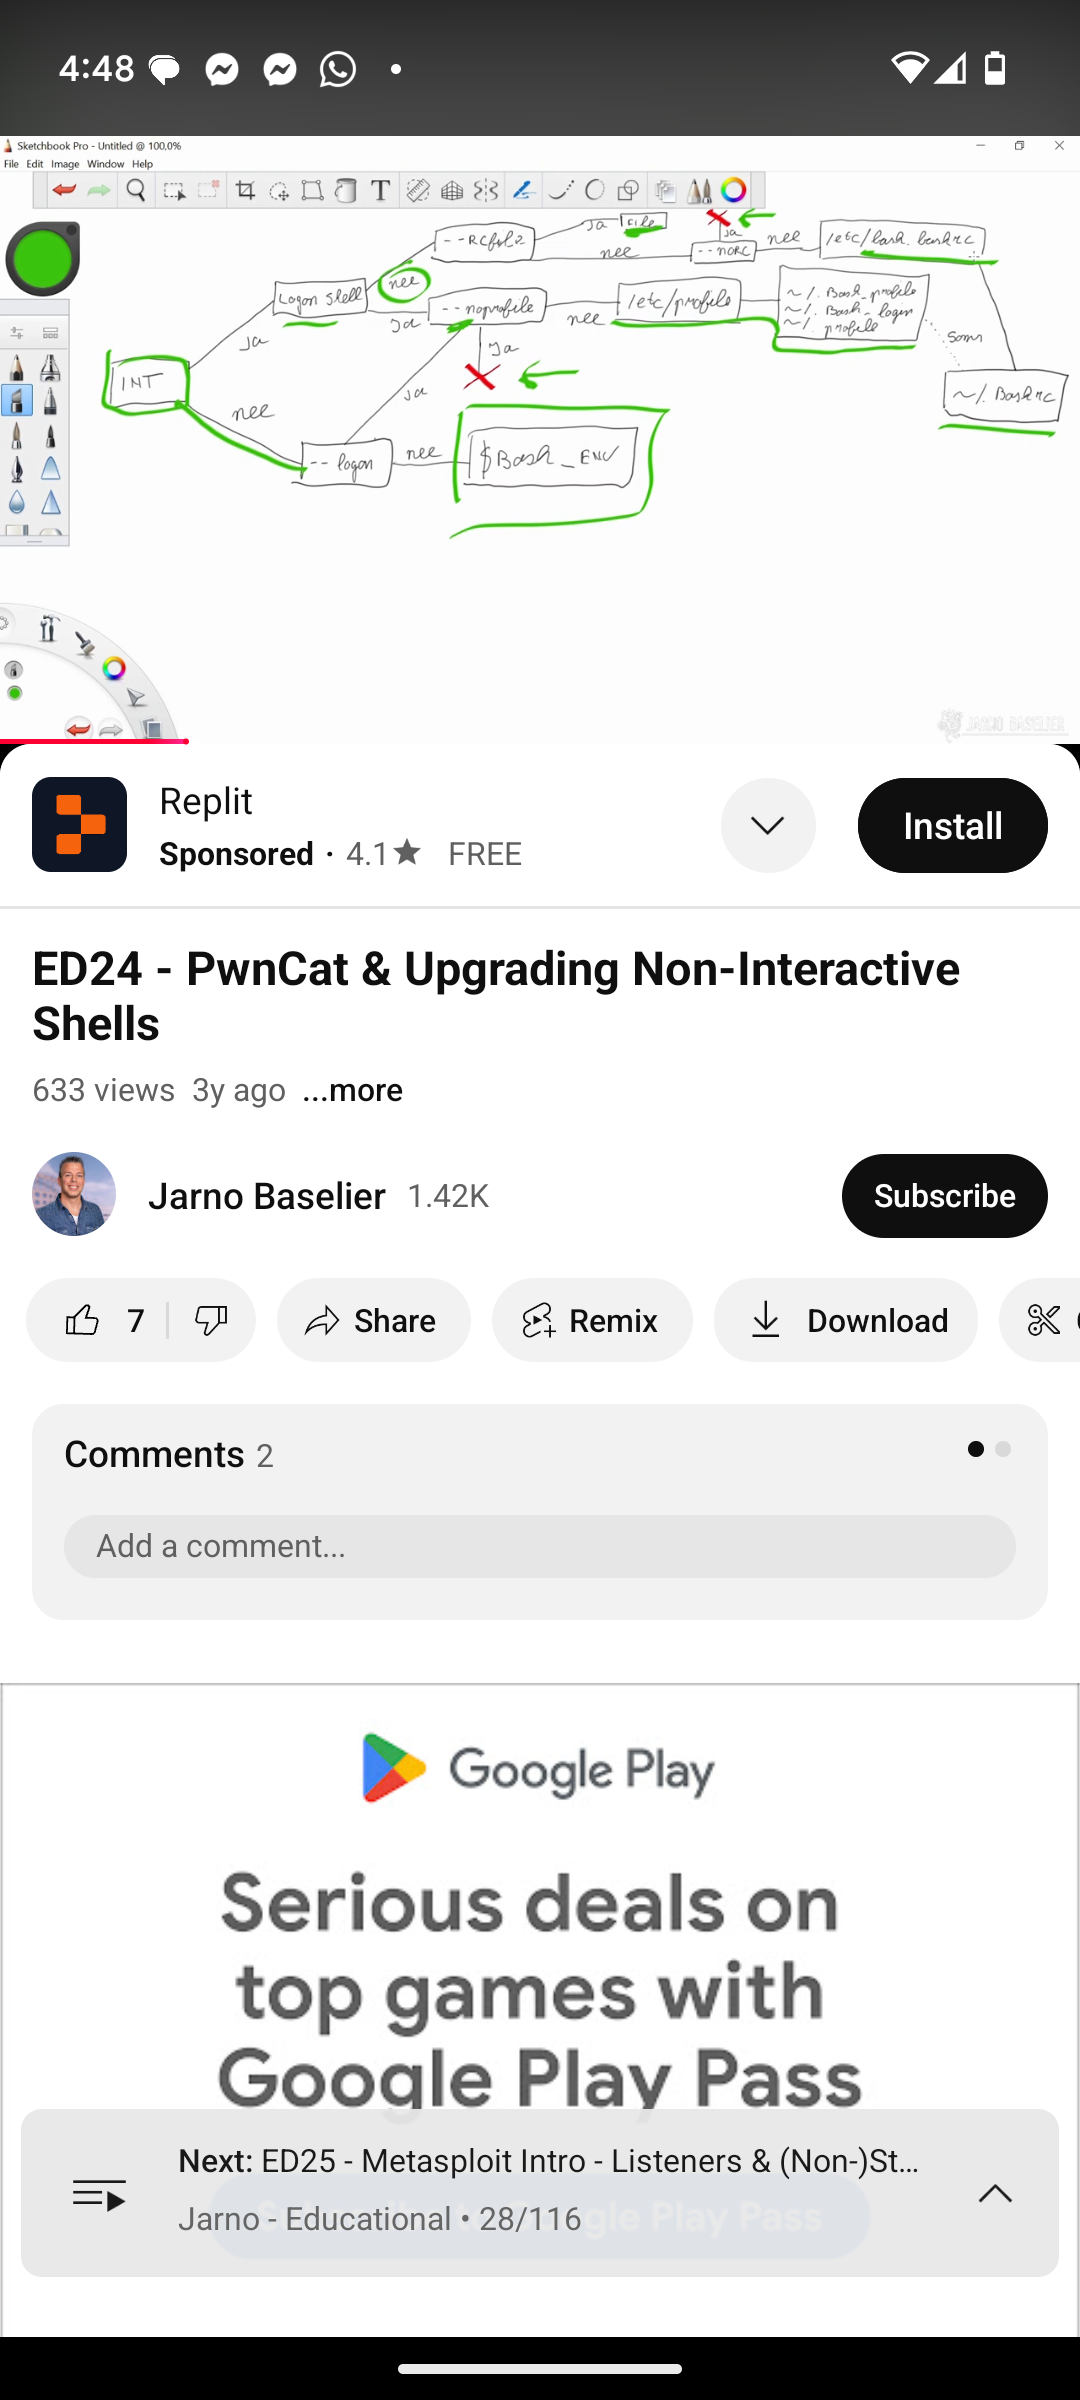 4:48
Sketchbook Pro - Untitled @ 100,0%
File Edit Image Window Help
T
--RCfile
ja
file
nee
ja
--noRC
nee
/etc/bash.bashrc
Logon Shell
nee
ja
--noprofile
nee
/etc/profile
~/.Bash_profile
~/.Bash_login
~/.profile
Soms
~/.Bashrc
ja
INT
nee
ja
ja
--logon
nee
$Bash_ENV
JARNO BASELIER
Replit
Sponsored · 4.1★ FREE
Install
ED24 - PwnCat & Upgrading Non-Interactive
Shells
633 views 3y ago ...more
Jarno Baselier 1.42K
Subscribe
7
Share
Remix
Download
Comments 2
Add a comment...
Google Play
Serious deals on
top games with
Google Play Pass
Next: ED25 - Metasploit Intro - Listeners & (Non-)St...
Jarno - Educational • 28/116